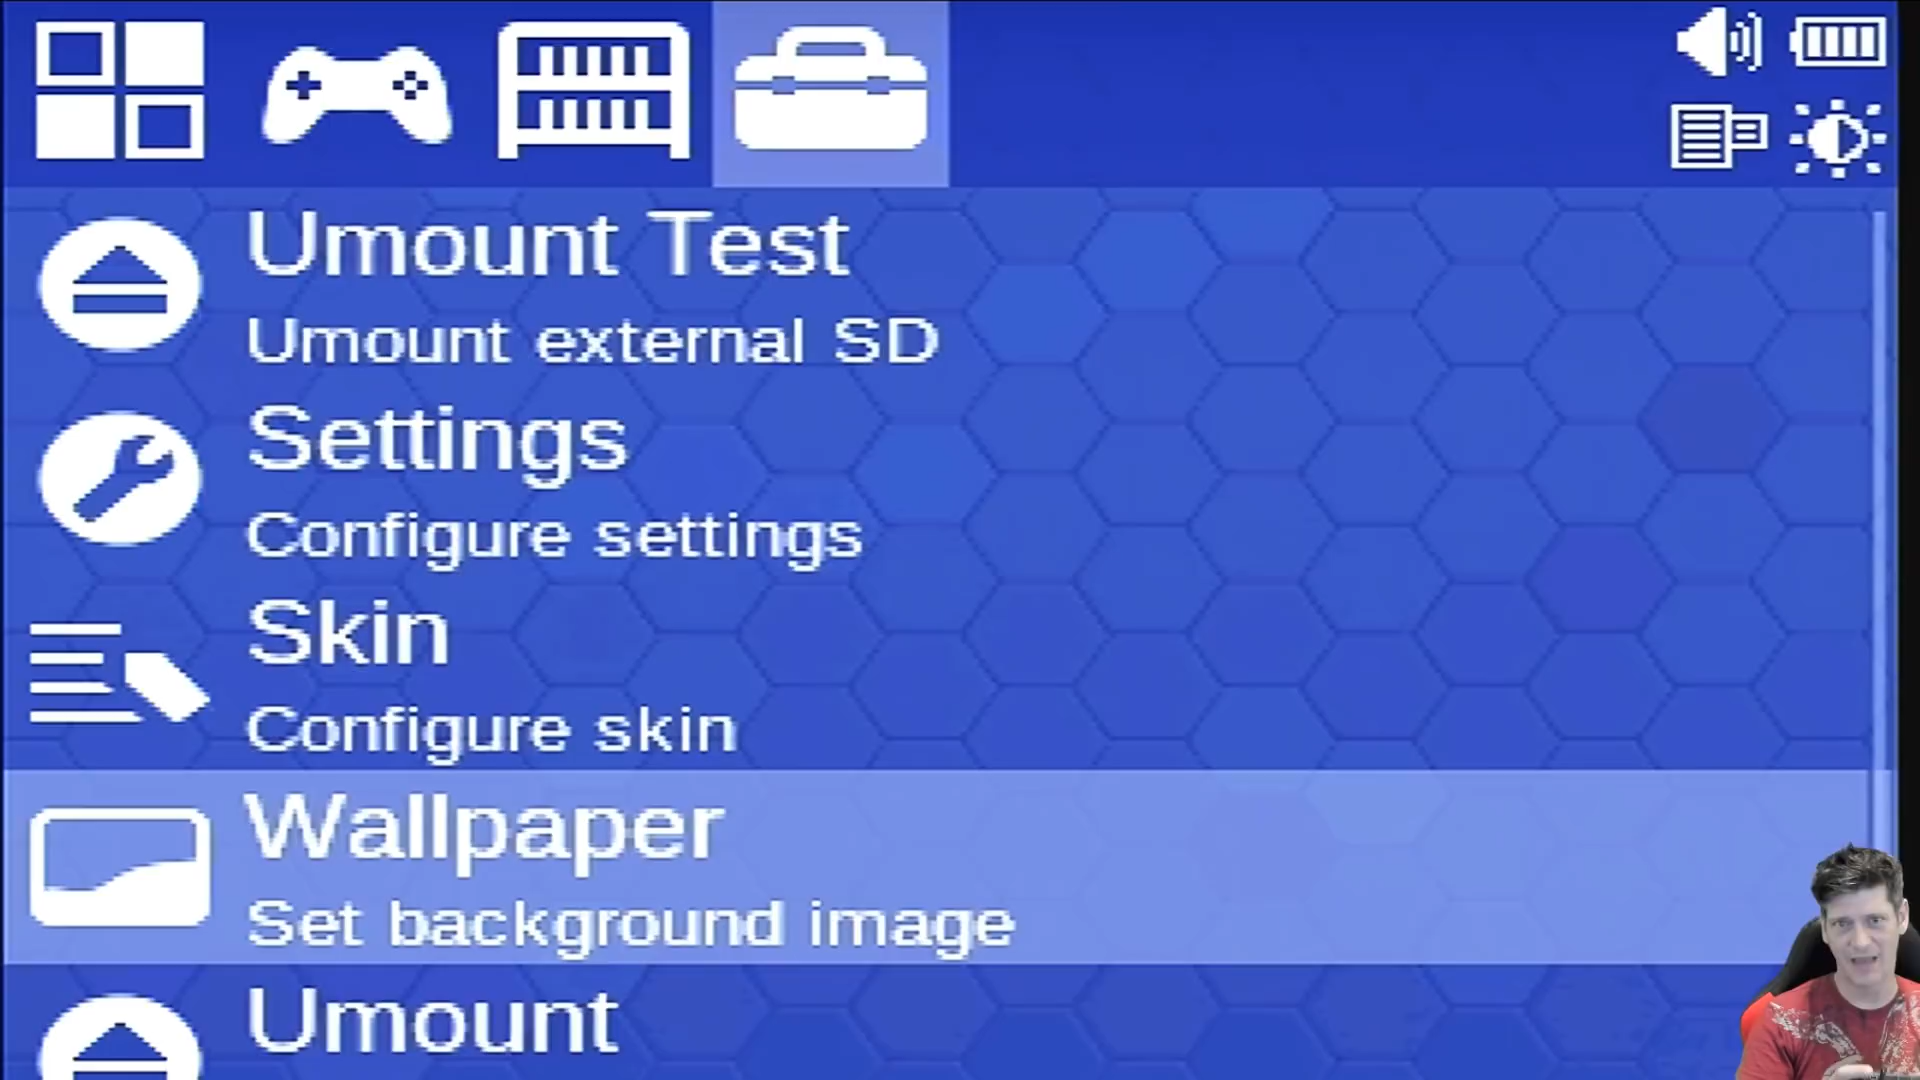 Umount Test
Umount external SD
Settings
Configure settings
Skin
Configure skin
Wallpaper
Set background image
Umount